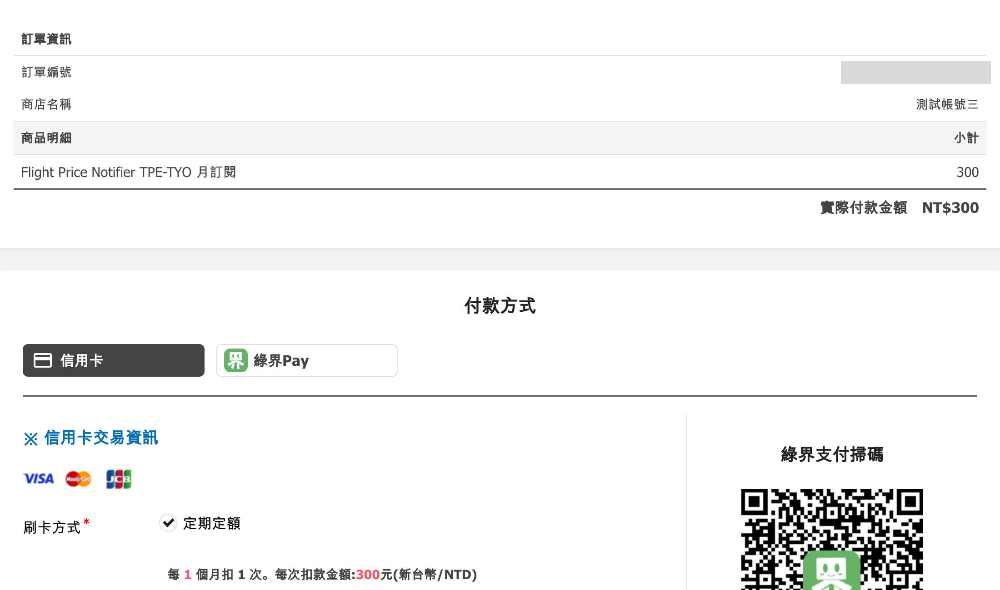 訂單資訊
訂單編號
商店名稱 測試帳號三
商品明細 小計
Flight Price Notifier TPE-TYO 月訂閱 300
實際付款金額 NT$300
付款方式
信用卡 綠界Pay
※ 信用卡交易資訊
VISA MasterCard JCB
綠界支付掃碼
刷卡方式* 定期定額
每 1 個月扣 1 次。每次扣款金額:300元(新台幣/NTD)